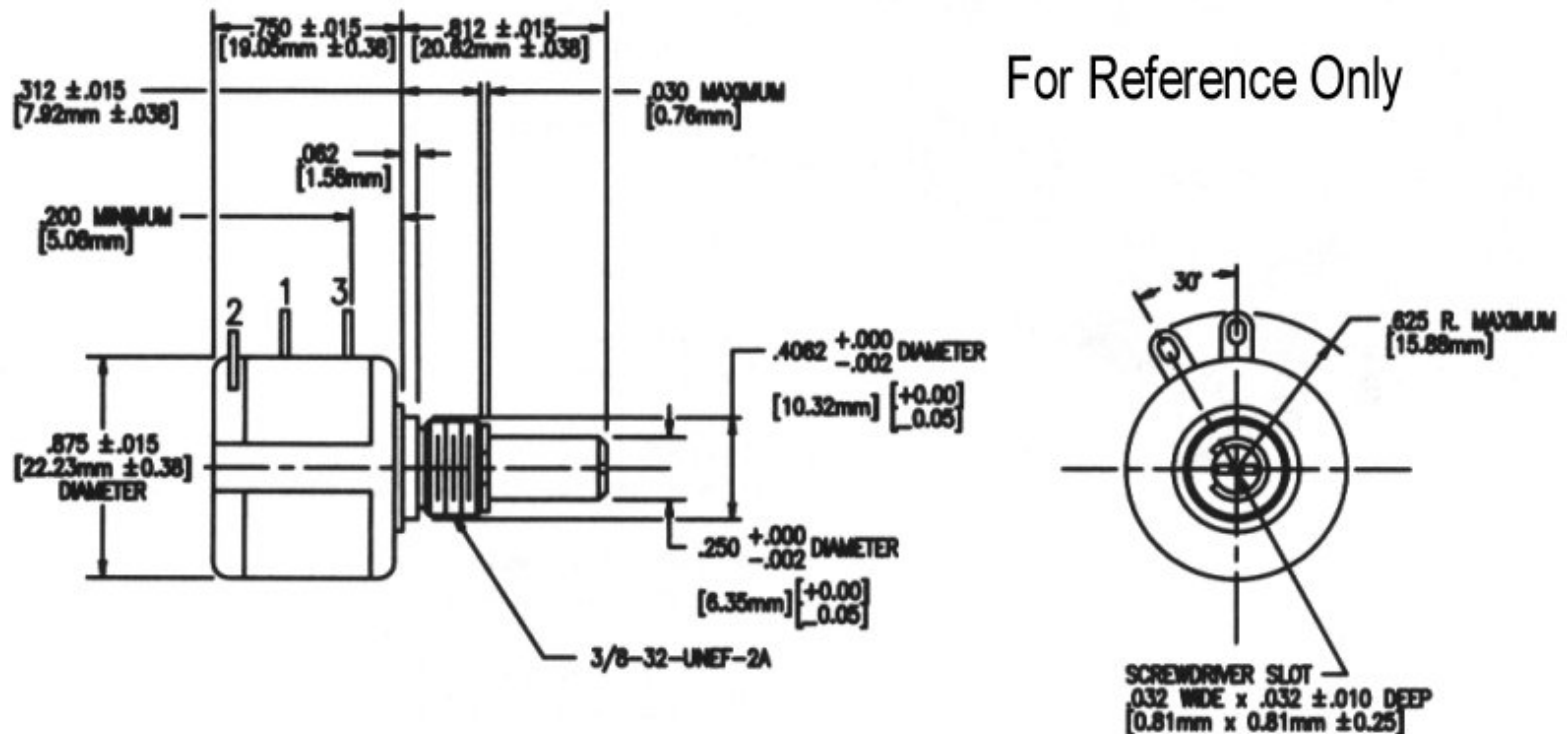 .750 ±.015
[19.05mm ±0.38]
.812 ±.015
[20.62mm ±.038]
For Reference Only
.312 ±.015
[7.92mm ±.038]
.030 MAXIMUM
[0.76mm]
.062
[1.58mm]
.200 MINIMUM
[5.08mm]
2
1
3
30°
.625 R. MAXIMUM
[15.88mm]
.4062 +.000 -.002 DIAMETER
[10.32mm] [+0.00 _0.05]
.875 ±.015
[22.23mm ±0.38]
DIAMETER
.250 +.000 -.002 DIAMETER
[6.35mm] [+0.00 _0.05]
3/8-32-UNEF-2A
SCREWDRIVER SLOT
.032 WIDE x .032 ±.010 DEEP
[0.81mm x 0.81mm ±0.25]